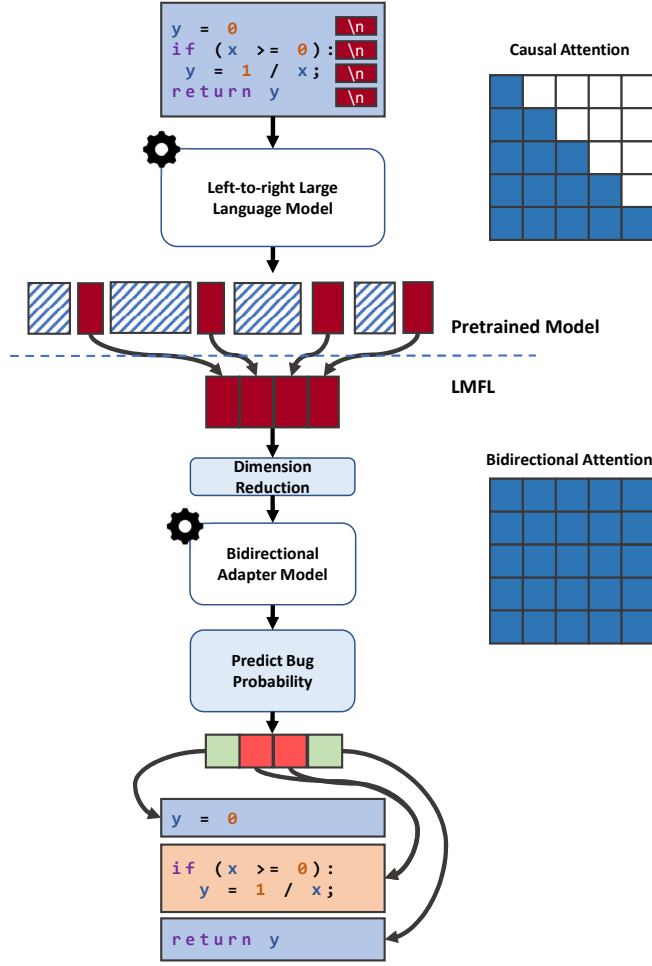 y = 0 \n
if (x >= 0): \n
y = 1 / x; \n
return y \n
Causal Attention
Left-to-right Large
Language Model
Pretrained Model
LMFL
Dimension
Reduction
Bidirectional Attention
Bidirectional
Adapter Model
Predict Bug
Probability
y = 0
if (x >= 0):
y = 1 / x;
return y